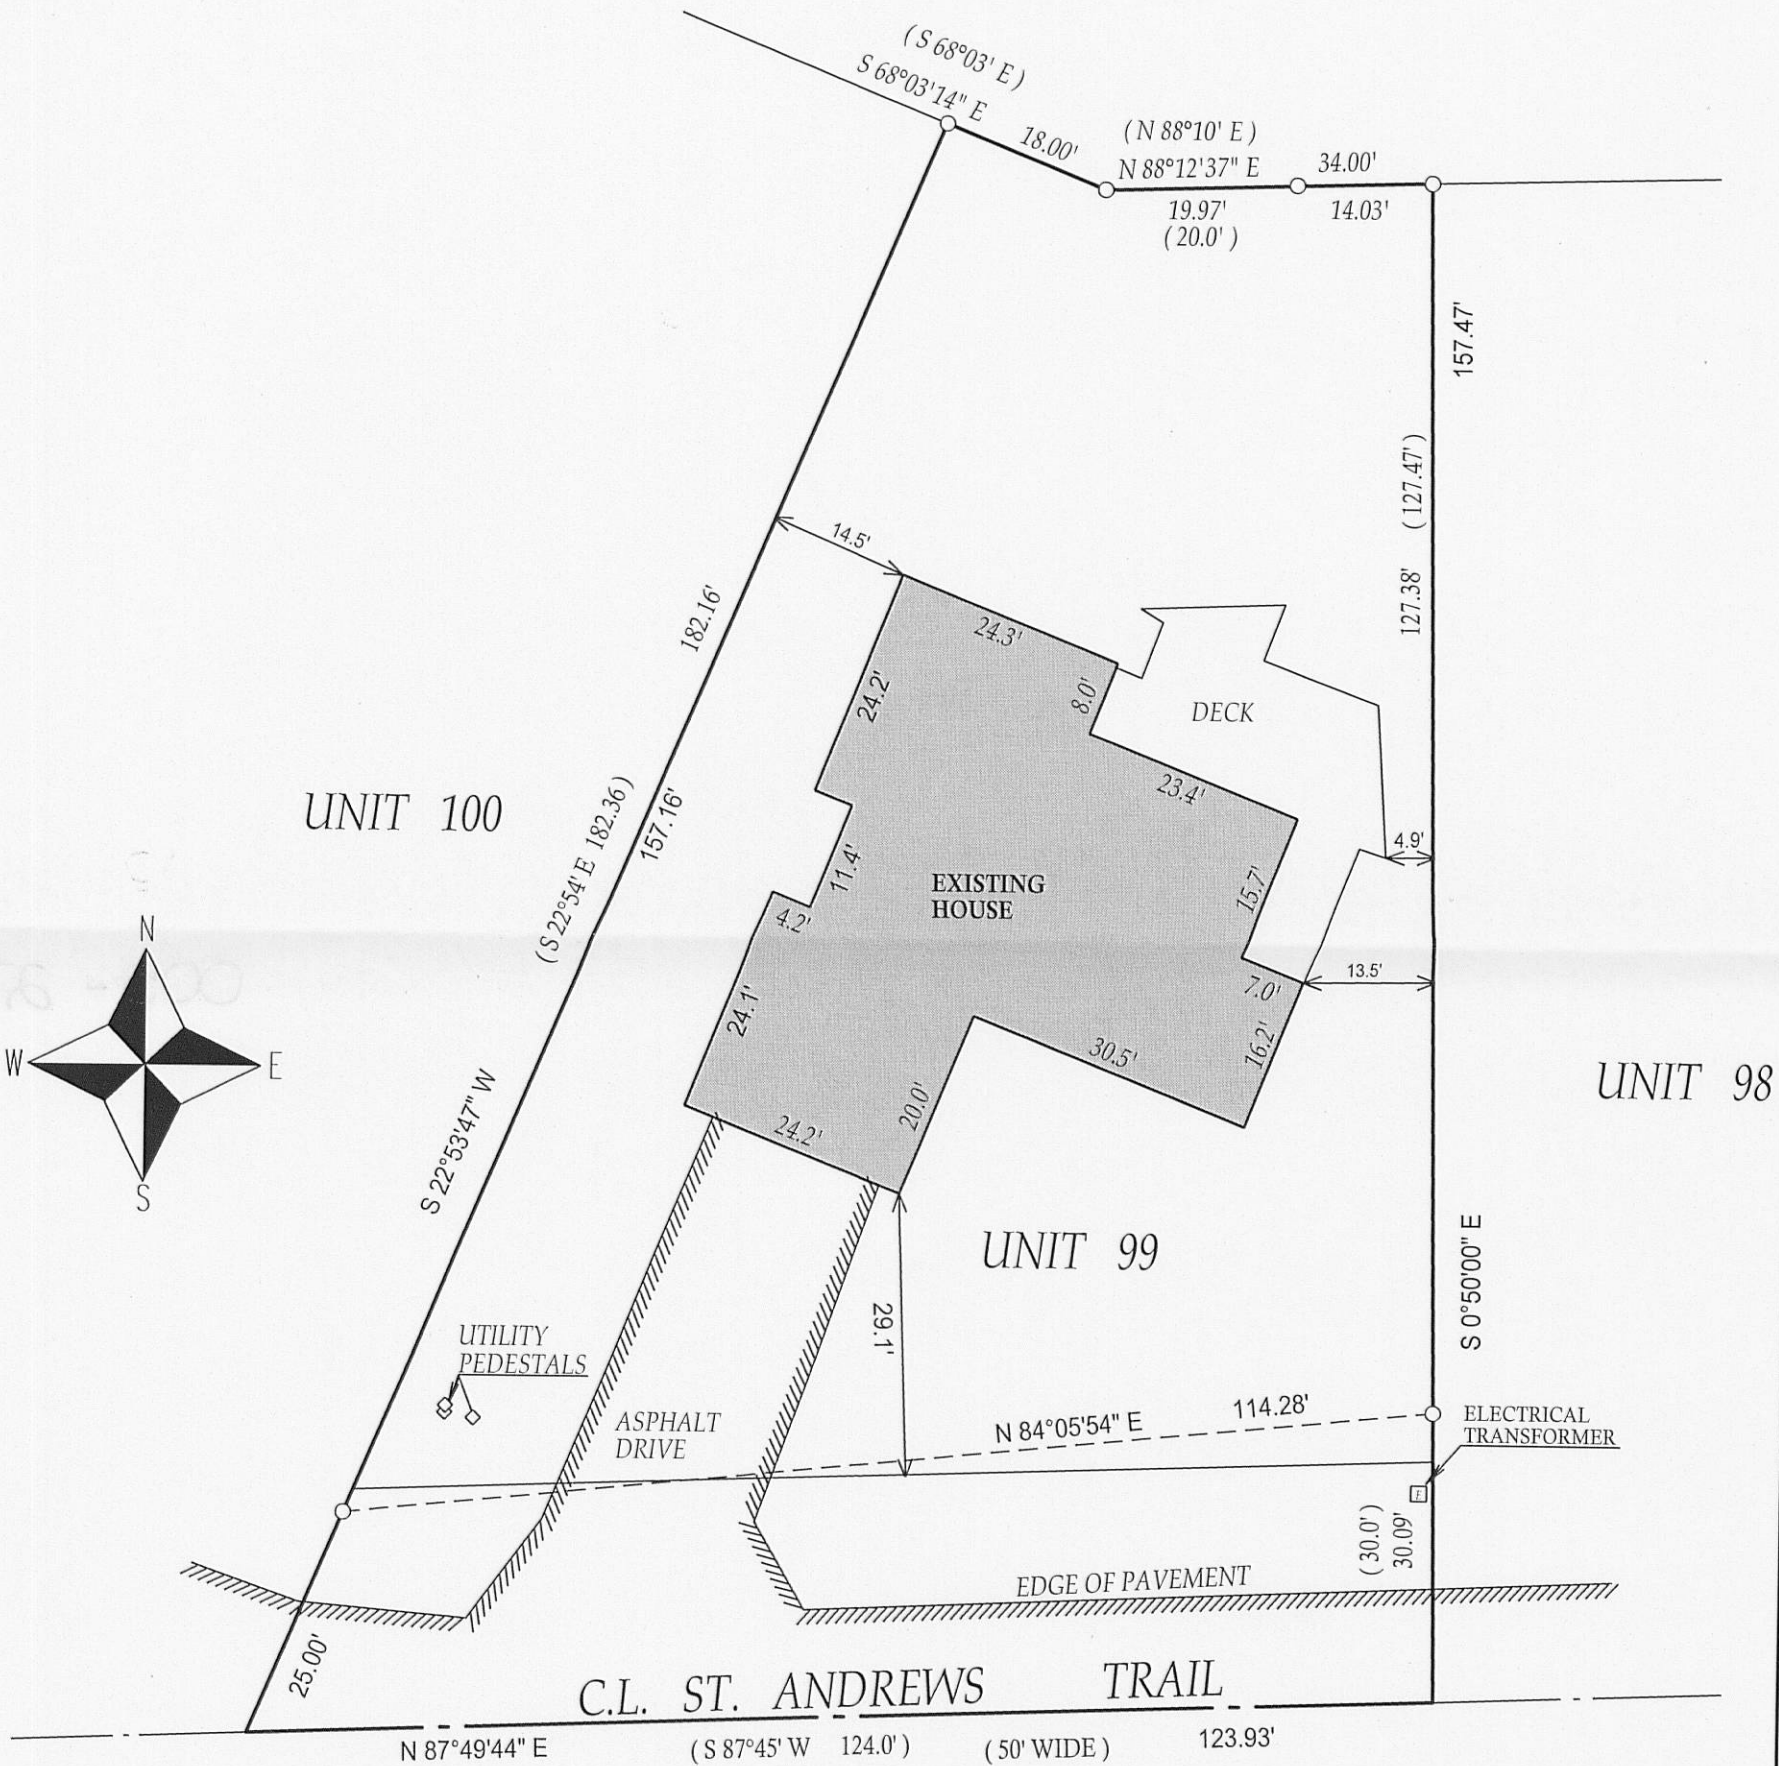 ( S 68°03' E )
S 68°03'14" E
18.00'
( N 88°10' E )
N 88°12'37" E
34.00'
19.97'
( 20.0' )
14.03'
157.47'
( 127.47' )
127.38'
14.5'
182.16'
24.3'
24.2'
8.0'
DECK
23.4'
UNIT 100
( S 22°54' E 182.36 )
157.16'
4.9'
11.4'
EXISTING
HOUSE
15.7'
4.2'
N
W
E
S
13.5'
7.0'
24.1'
30.5'
16.2'
UNIT 98
20.0'
24.2'
S 22°53'47" W
UNIT 99
S 0°50'00" E
29.1'
UTILITY
PEDESTALS
ASPHALT
DRIVE
N 84°05'54" E
114.28'
ELECTRICAL
TRANSFORMER
E
( 30.0' )
30.09'
EDGE OF PAVEMENT
25.00'
C.L. ST. ANDREWS TRAIL
N 87°49'44" E
( S 87°45' W 124.0' )
( 50' WIDE )
123.93'